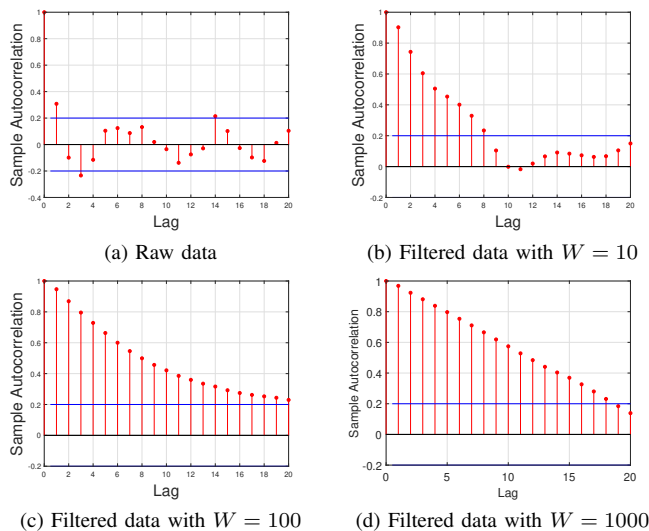 Sample Autocorrelation
1
0.8
0.6
0.4
0.2
0
-0.2
-0.4
0 2 4 6 8 10 12 14 16 18 20
Lag
(a) Raw data
Sample Autocorrelation
1
0.8
0.6
0.4
0.2
0
0.2
0 2 4 6 8 10 12 14 16 18 20
Lag
(b) Filtered data with W = 10
Sample Autocorrelation
1
0.8
0.6
0.4
0.2
0
-0.2
0 2 4 6 8 10 12 14 16 18 20
Lag
(c) Filtered data with W = 100
Sample Autocorrelation
1
0.8
0.6
0.4
0.2
0
-0.2
0 5 10 15 20
Lag
(d) Filtered data with W = 1000